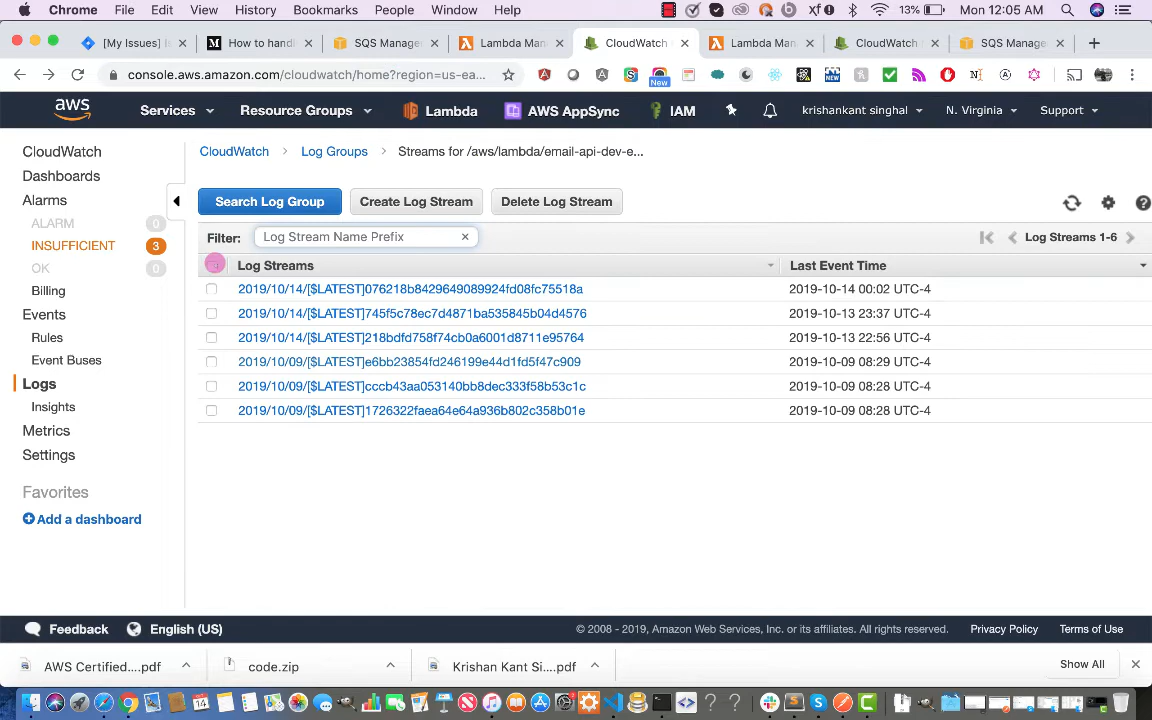 Chrome File Edit View History Bookmarks People Window Help 13% Mon 12:05 AM
[My Issues] I How to handl SQS Manage Lambda Man CloudWatch Lambda Man CloudWatch SQS Manage
console.aws.amazon.com/cloudwatch/home?region=us-ea... New NEW
aws Services Resource Groups Lambda AWS AppSync IAM krishankant singhal N. Virginia Support
CloudWatch
Dashboards
Alarms
ALARM 0
INSUFFICIENT 3
OK 0
Billing
Events
Rules
Event Buses
Logs
Insights
Metrics
Settings
Favorites
Add a dashboard
CloudWatch Log Groups Streams for /aws/lambda/email-api-dev-e...
Search Log Group Create Log Stream Delete Log Stream
Filter: Log Stream Name Prefix × Log Streams 1-6
Log Streams Last Event Time
2019/10/14/[$LATEST]076218b8429649089924fd08fc75518a 2019-10-14 00:02 UTC-4
2019/10/14/[$LATEST]745f5c78ec7d4871ba535845b04d4576 2019-10-13 23:37 UTC-4
2019/10/14/[$LATEST]218bdfd758f74cb0a6001d8711e95764 2019-10-13 22:56 UTC-4
2019/10/09/[$LATEST]e6bb23854fd246199e44d1fd5f47c909 2019-10-09 08:29 UTC-4
2019/10/09/[$LATEST]cccb43aa053140bb8dec333f58b53c1c 2019-10-09 08:28 UTC-4
2019/10/09/[$LATEST]1726322faea64e64a936b802c358b01e 2019-10-09 08:28 UTC-4
Feedback English (US) © 2008 - 2019, Amazon Web Services, Inc. or its affiliates. All rights reserved. Privacy Policy Terms of Use
AWS Certified....pdf code.zip Krishan Kant Si....pdf Show All